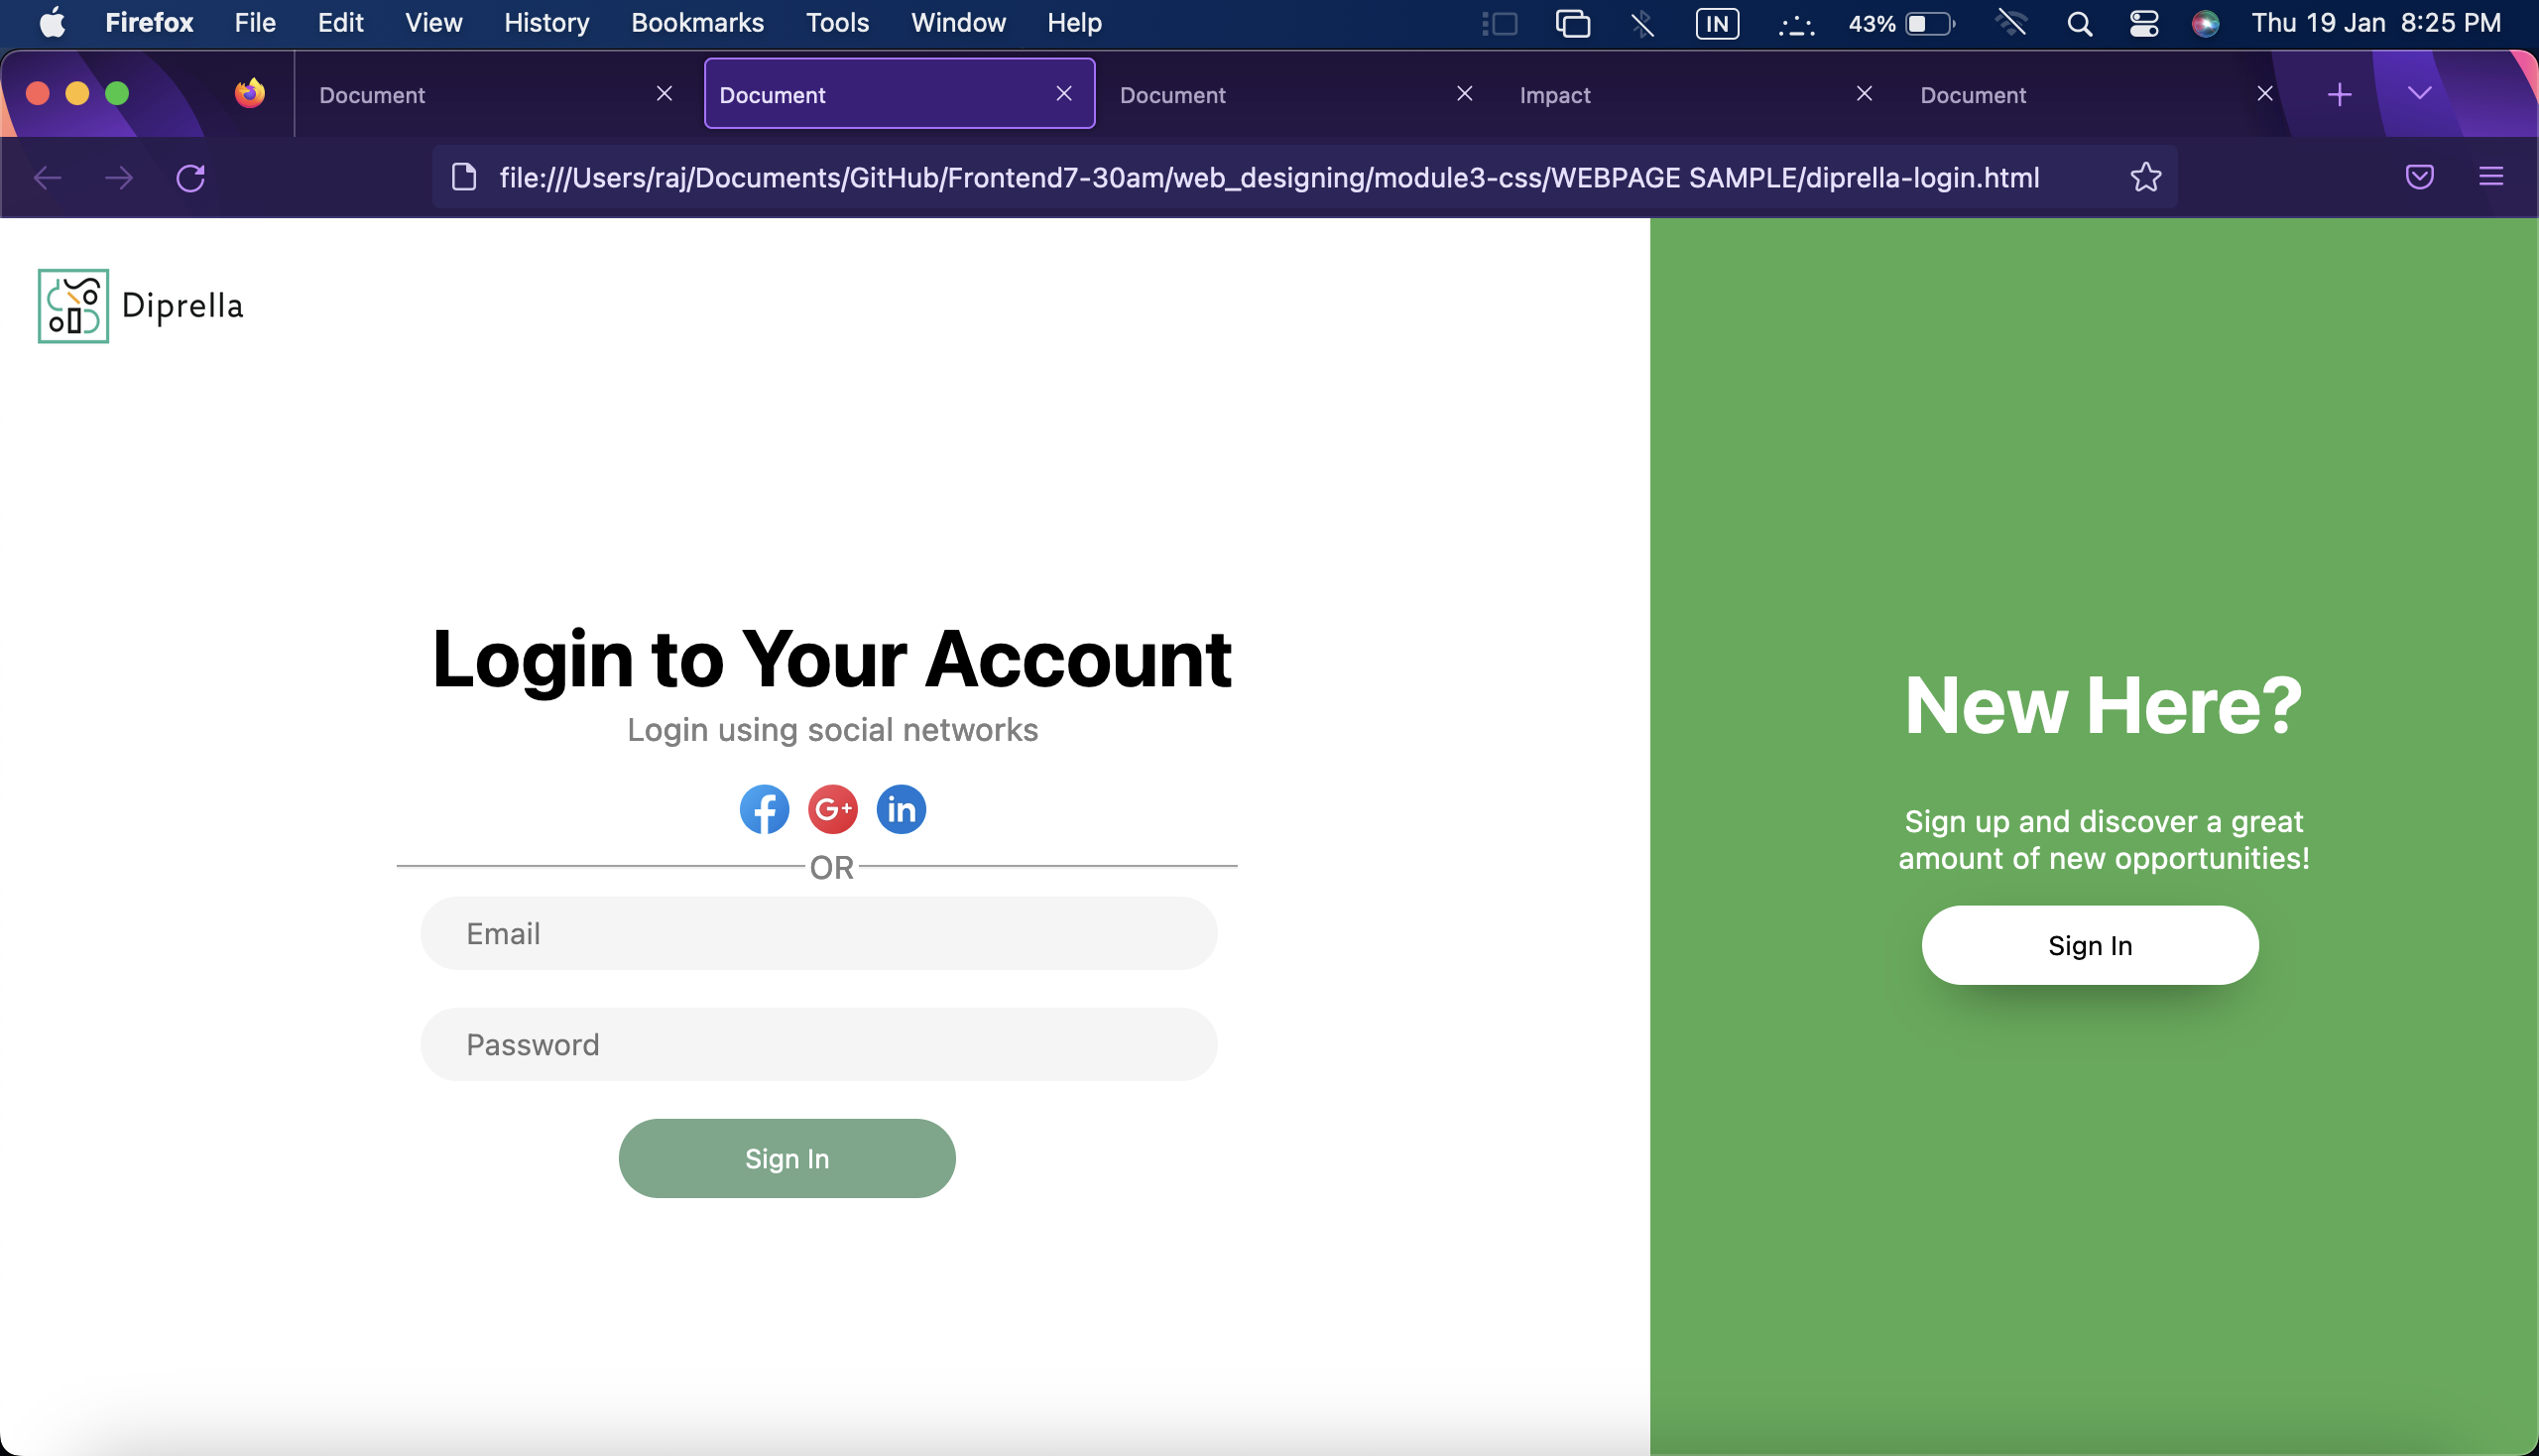 Firefox File Edit View History Bookmarks Tools Window Help IN 43% Thu 19 Jan 8:25 PM
Document Document Document Impact Document
file:///Users/raj/Documents/GitHub/Frontend7-30am/web_designing/module3-css/WEBPAGE SAMPLE/diprella-login.html
Diprella
Login to Your Account
Login using social networks
f G+ in
OR
Email
Password
Sign In
New Here?
Sign up and discover a great
amount of new opportunities!
Sign In